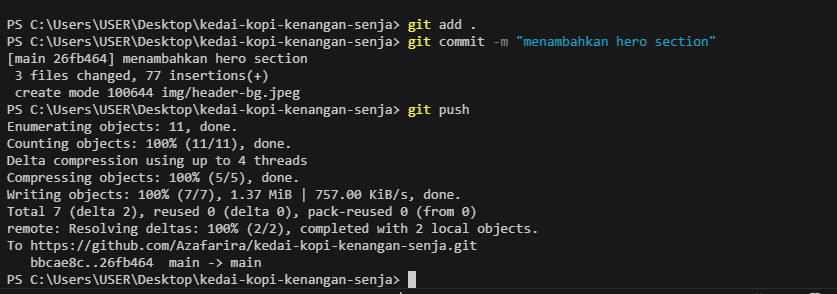 PS C:\Users\USER\Desktop\kedai-kopi-kenangan-senja> git add .
PS C:\Users\USER\Desktop\kedai-kopi-kenangan-senja> git commit -m "menambahkan hero section"
[main 26fb464] menambahkan hero section
 3 files changed, 77 insertions(+)
 create mode 100644 img/header-bg.jpeg
PS C:\Users\USER\Desktop\kedai-kopi-kenangan-senja> git push
Enumerating objects: 11, done.
Counting objects: 100% (11/11), done.
Delta compression using up to 4 threads
Compressing objects: 100% (5/5), done.
Writing objects: 100% (7/7), 1.37 MiB | 757.00 KiB/s, done.
Total 7 (delta 2), reused 0 (delta 0), pack-reused 0 (from 0)
remote: Resolving deltas: 100% (2/2), completed with 2 local objects.
To https://github.com/Azafarira/kedai-kopi-kenangan-senja.git
   bbcae8c..26fb464  main -> main
PS C:\Users\USER\Desktop\kedai-kopi-kenangan-senja>